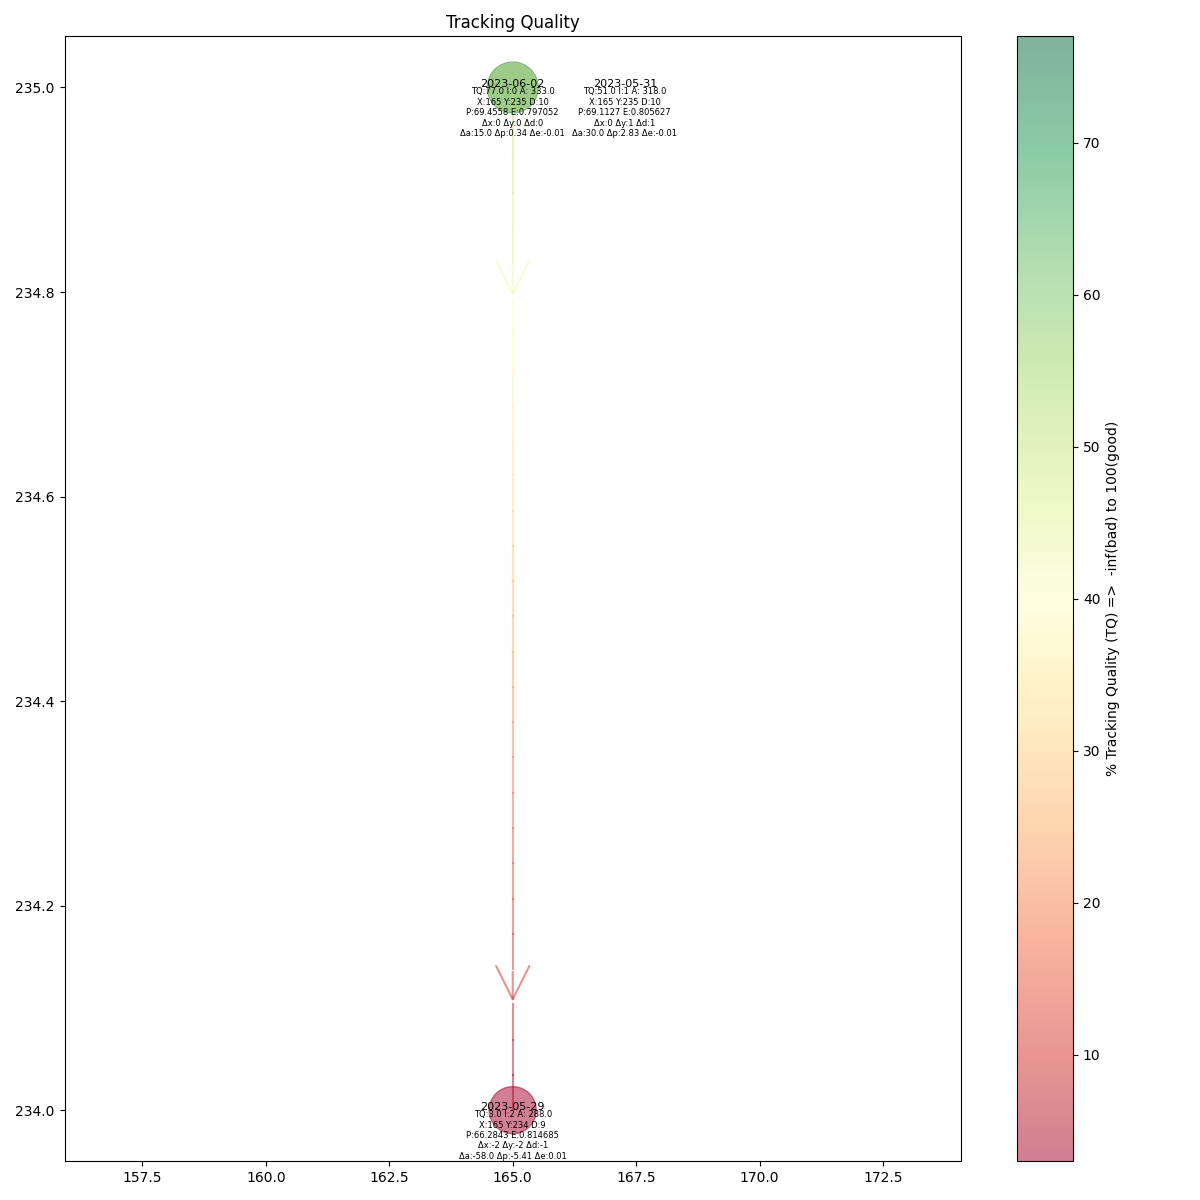 Tracking Quality
235.0
234.8
234.6
234.4
234.2
234.0
2023-06-02
TQ:77.0 I:0 A: 333.0
X:165 Y:235 D:10
P:69.4558 E:0.797052
Δx:0 Δy:0 Δd:0
Δa:15.0 Δp:0.34 Δe:-0.01
2023-05-31
TQ:51.0 I:1 A: 318.0
X:165 Y:235 D:10
P:69.1127 E:0.805627
Δx:0 Δy:1 Δd:1
Δa:30.0 Δp:2.83 Δe:-0.01
2023-05-29
TQ:3.0 I:2 A: 288.0
X:165 Y:234 D:9
P:66.2843 E:0.814685
Δx:-2 Δy:-2 Δd:-1
Δa:-58.0 Δp:-5.41 Δe:0.01
157.5
160.0
162.5
165.0
167.5
170.0
172.5
70
60
50
40
30
20
10
% Tracking Quality (TQ) =>  -inf(bad) to 100(good)